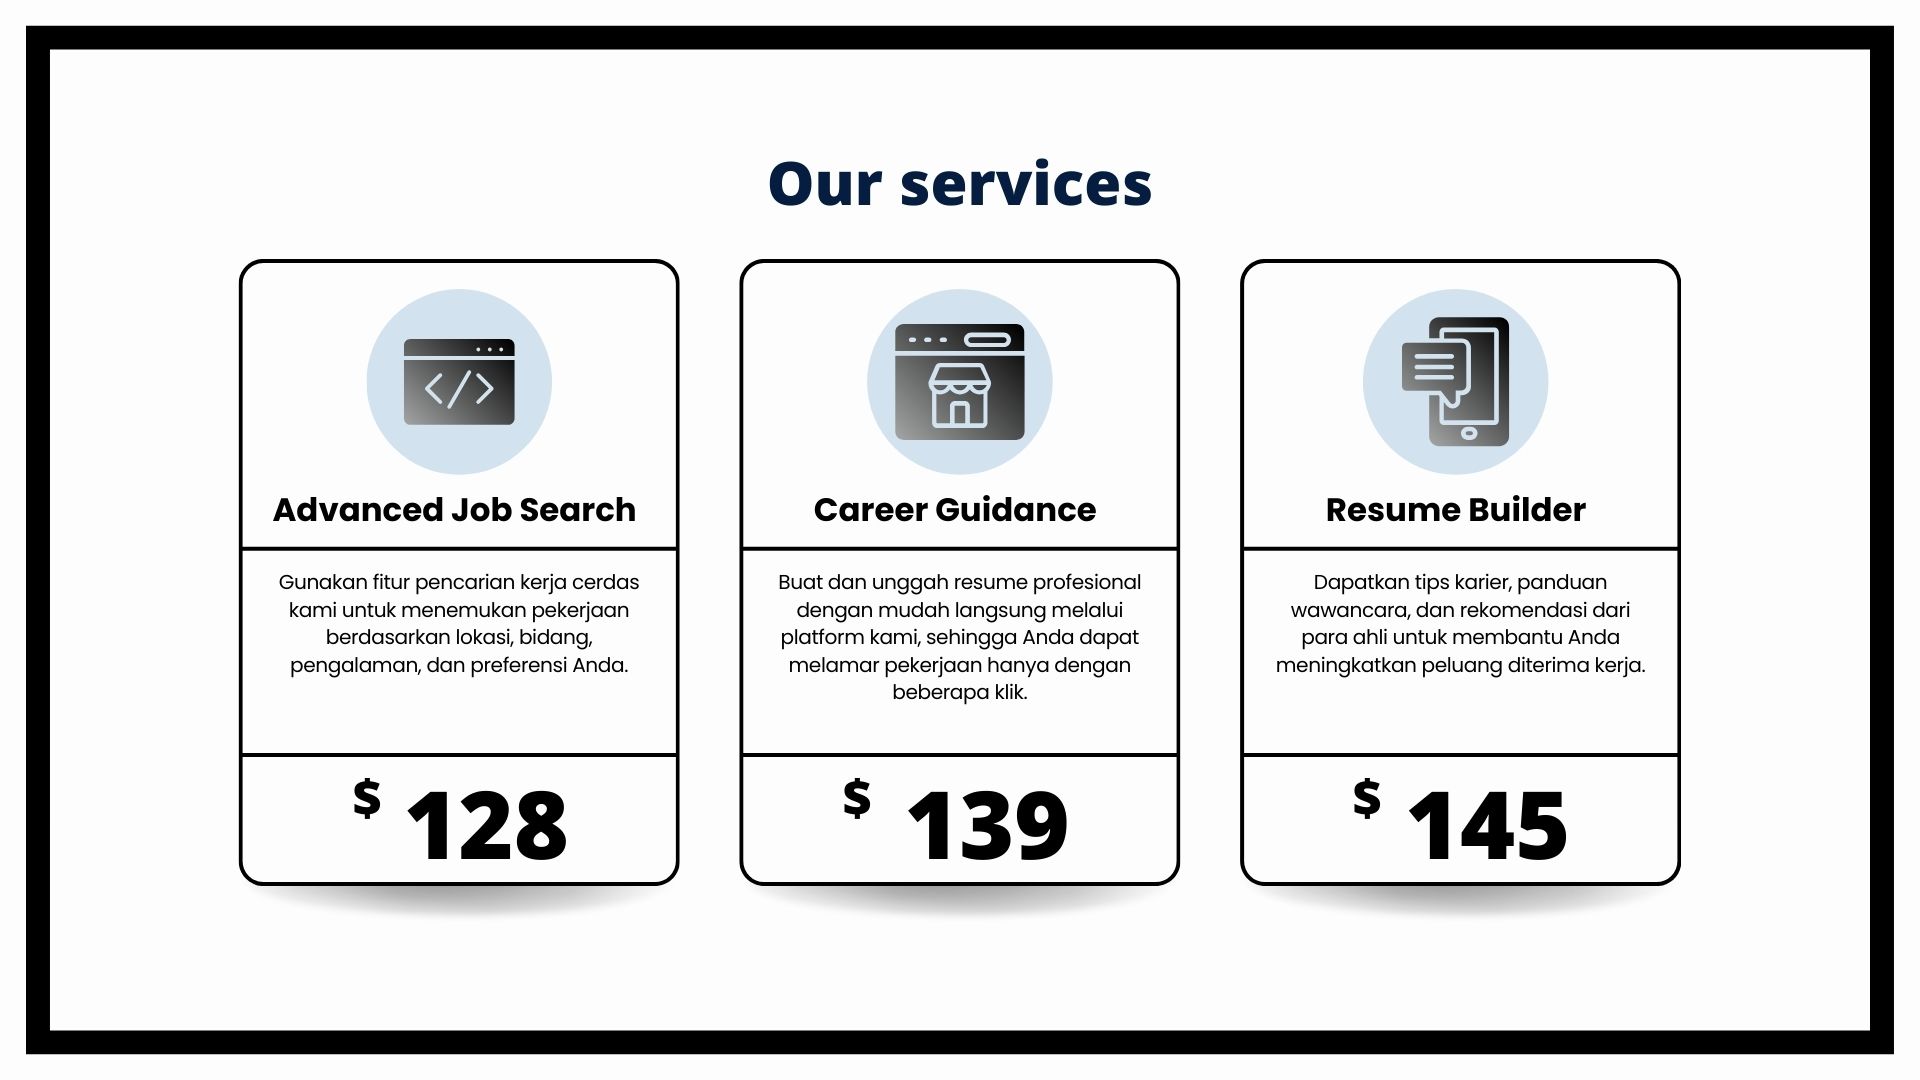 Our services
Advanced Job Search
Gunakan fitur pencarian kerja cerdas
kami untuk menemukan pekerjaan
berdasarkan lokasi, bidang,
pengalaman, dan preferensi Anda.
$ 128
Career Guidance
Buat dan unggah resume profesional
dengan mudah langsung melalui
platform kami, sehingga Anda dapat
melamar pekerjaan hanya dengan
beberapa klik.
$ 139
Resume Builder
Dapatkan tips karier, panduan
wawancara, dan rekomendasi dari
para ahli untuk membantu Anda
meningkatkan peluang diterima kerja.
$ 145